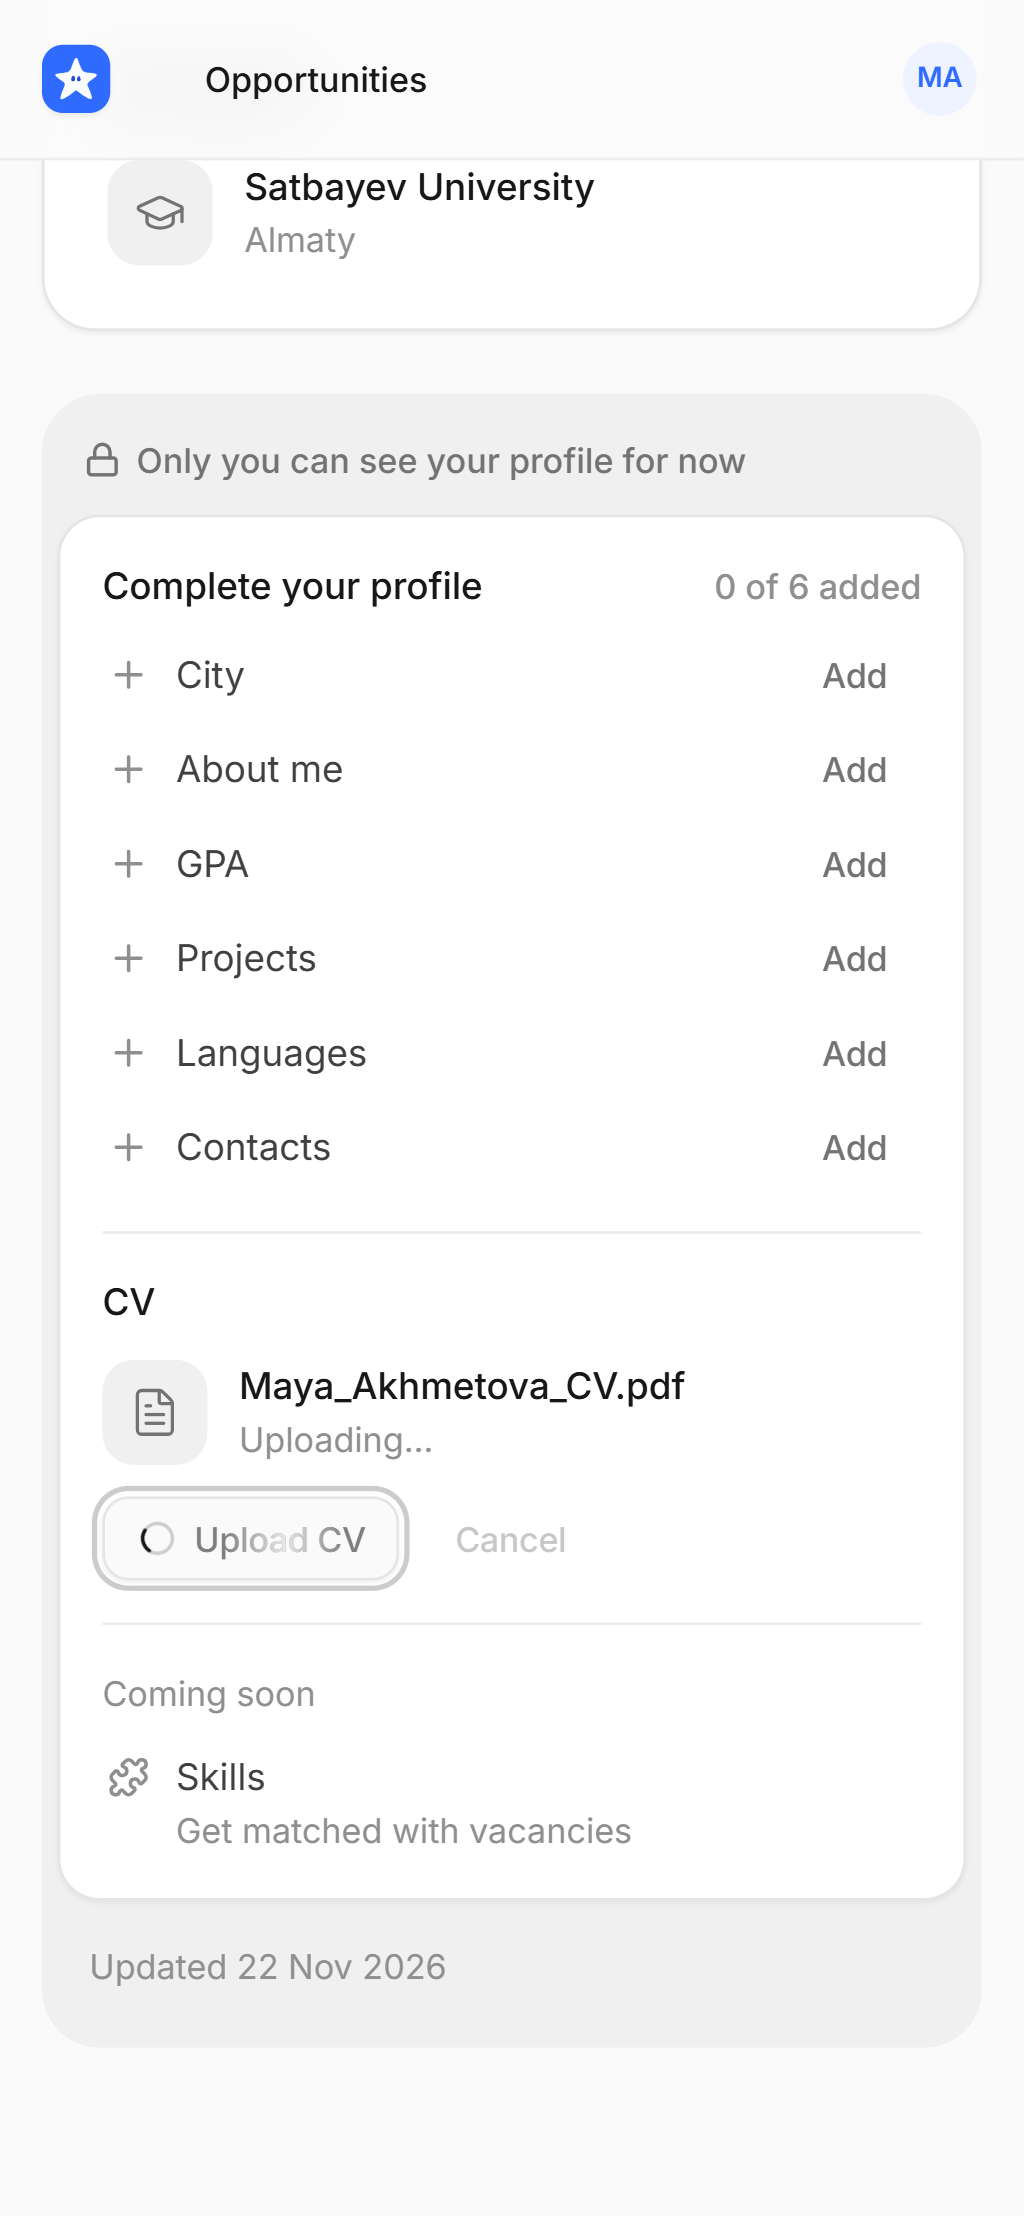 Opportunities
MA
Satbayev University
Almaty
Only you can see your profile for now
Complete your profile
0 of 6 added
City
Add
About me
Add
GPA
Add
Projects
Add
Languages
Add
Contacts
Add
CV
Maya_Akhmetova_CV.pdf
Uploading...
Upload CV
Cancel
Coming soon
Skills
Get matched with vacancies
Updated 22 Nov 2026